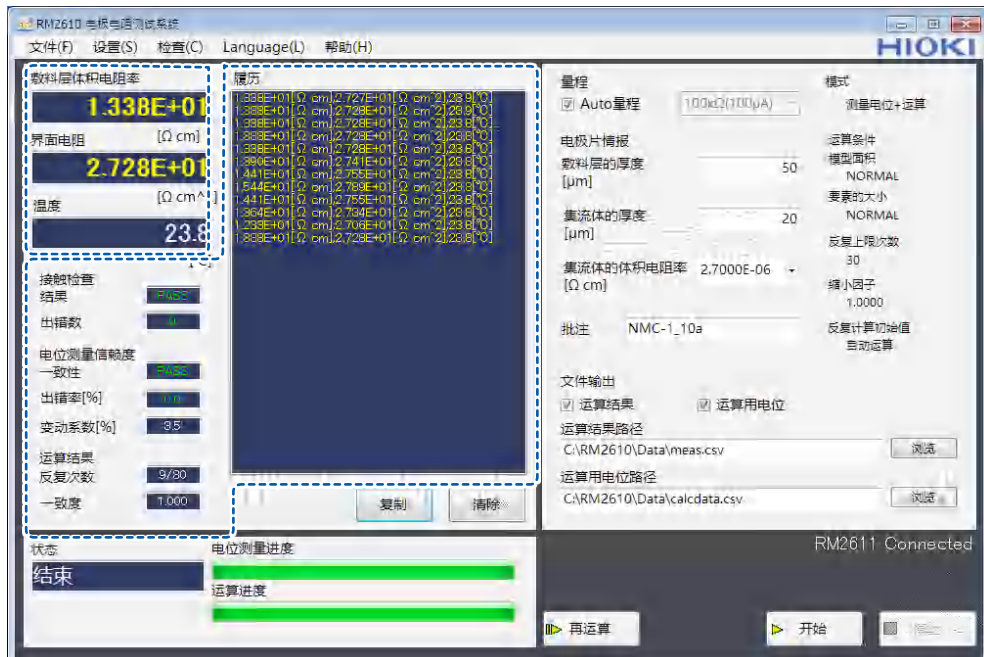 RM2610 电极电阻测试系统
文件(F) 设置(S) 检查(C) Language(L) 帮助(H)
HIOKI
敷料层体积电阻率
1.338E+01
[Ω cm]
界面电阻
2.728E+01
[Ω cm^
温度
23.8
接触检查
结果 PASS
出错数
电位测量信赖度
一致性 PASS
出错率[%] 0.0
变动系数[%] 3.5
运算结果
反复次数 9/30
一致度 1.000
履历
1.338E+01[Ω cm],2.727E+01[Ω cm^2],23.9[℃]
1.338E+01[Ω cm],2.728E+01[Ω cm^2],23.8[℃]
1.338E+01[Ω cm],2.728E+01[Ω cm^2],23.8[℃]
1.338E+01[Ω cm],2.729E+01[Ω cm^2],23.8[℃]
1.338E+01[Ω cm],2.728E+01[Ω cm^2],23.8[℃]
1.390E+01[Ω cm],2.741E+01[Ω cm^2],23.8[℃]
1.441E+01[Ω cm],2.755E+01[Ω cm^2],23.8[℃]
1.544E+01[Ω cm],2.789E+01[Ω cm^2],23.8[℃]
1.441E+01[Ω cm],2.755E+01[Ω cm^2],23.8[℃]
1.364E+01[Ω cm],2.734E+01[Ω cm^2],23.8[℃]
1.233E+01[Ω cm],2.706E+01[Ω cm^2],23.8[℃]
1.338E+01[Ω cm],2.728E+01[Ω cm^2],23.8[℃]
复制 清除
量程
Auto量程 100kΩ(100μA)
电极片情报
敷料层的厚度 50
[μm]
集流体的厚度 20
[μm]
集流体的体积电阻率 2.7000E-06
[Ω cm]
批注 NMC-1_10a
文件输出
运算结果 运算用电位
运算结果路径
C:\RM2610\Data\meas.csv 浏览
运算用电位路径
C:\RM2610\Data\calcdata.csv 浏览
模式
测量电位+运算
运算条件
模型面积
NORMAL
要素的大小
NORMAL
反复上限次数
30
缩小因子
1.0000
反复计算初始值
自动运算
状态
结束
电位测量进度
运算进度
RM2611 Connected
再运算 开始